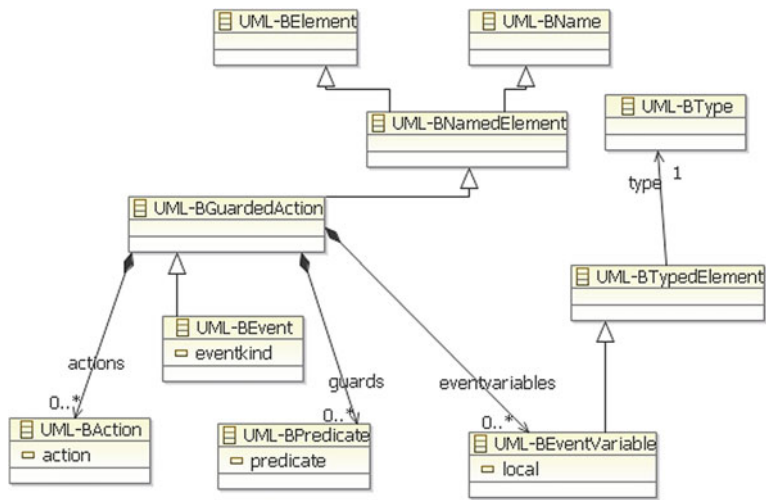 UML-BElement
UML-BName
UML-BType
UML-BNamedElement
type
1
UML-BGuardedAction
UML-BTypedElement
UML-BEvent
eventkind
actions
guards
eventvariables
0..*
0..*
0..*
UML-BAction
action
UML-BPredicate
predicate
UML-BEventVariable
local